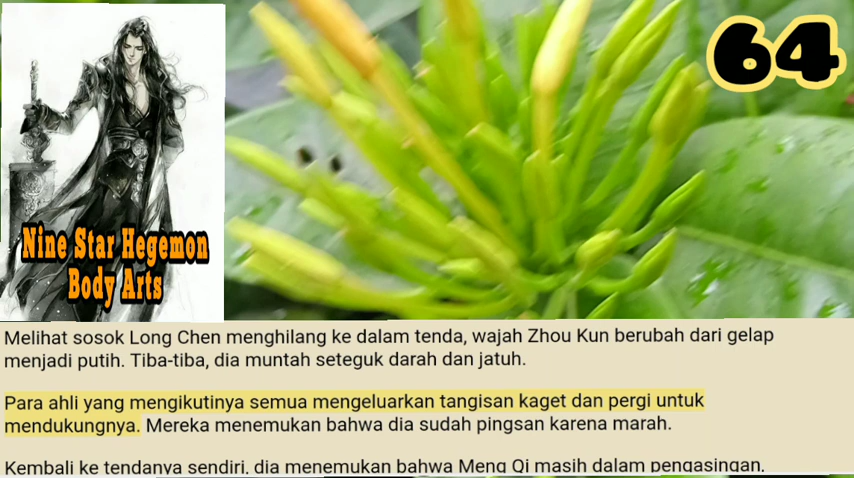 64
Nine Star Hegemon
Body Arts
Melihat sosok Long Chen menghilang ke dalam tenda, wajah Zhou Kun berubah dari gelap
menjadi putih. Tiba-tiba, dia muntah seteguk darah dan jatuh.
Para ahli yang mengikutinya semua mengeluarkan tangisan kaget dan pergi untuk
mendukungnya. Mereka menemukan bahwa dia sudah pingsan karena marah.
Kembali ke tendanya sendiri, dia menemukan bahwa Meng Qi masih dalam pengasingan.